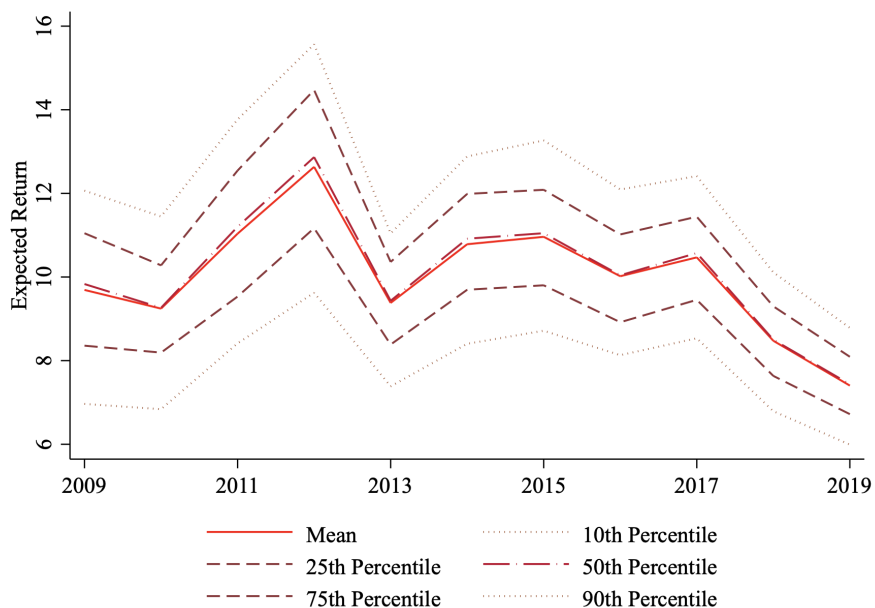 16
14
12
10
8
6
Expected Return
2009 2011 2013 2015 2017 2019
Mean 10th Percentile
25th Percentile 50th Percentile
75th Percentile 90th Percentile